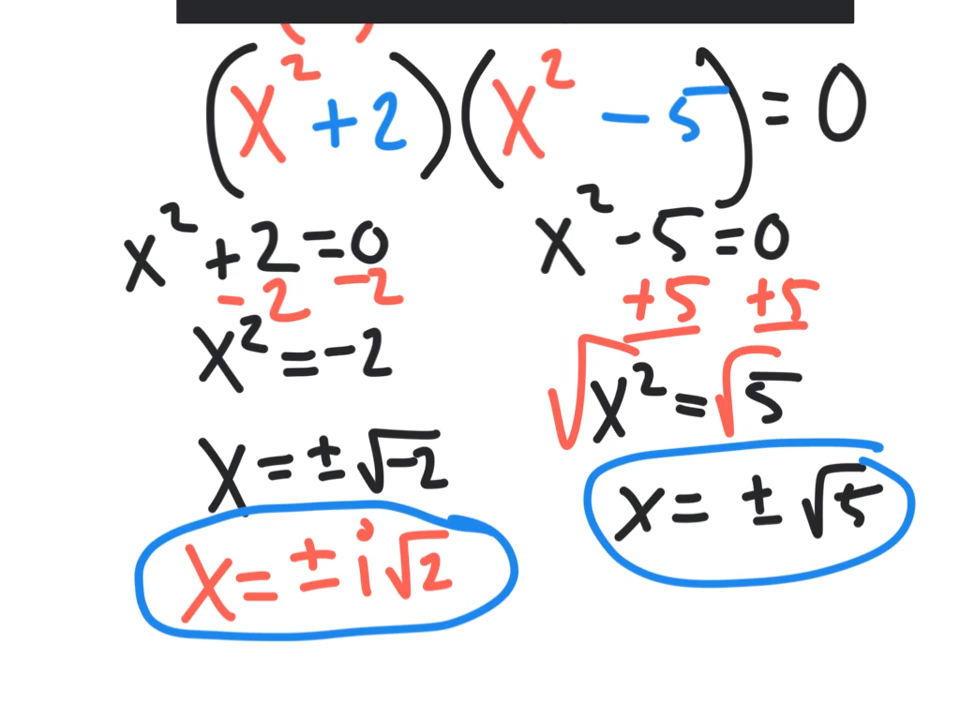 (x² + 2)(x² - 5) = 0
x² + 2 = 0
- 2 - 2
x² = -2
x = ± √-2
x = ± i √2
x² - 5 = 0
+5 +5
√x² = √5
x = ± √5